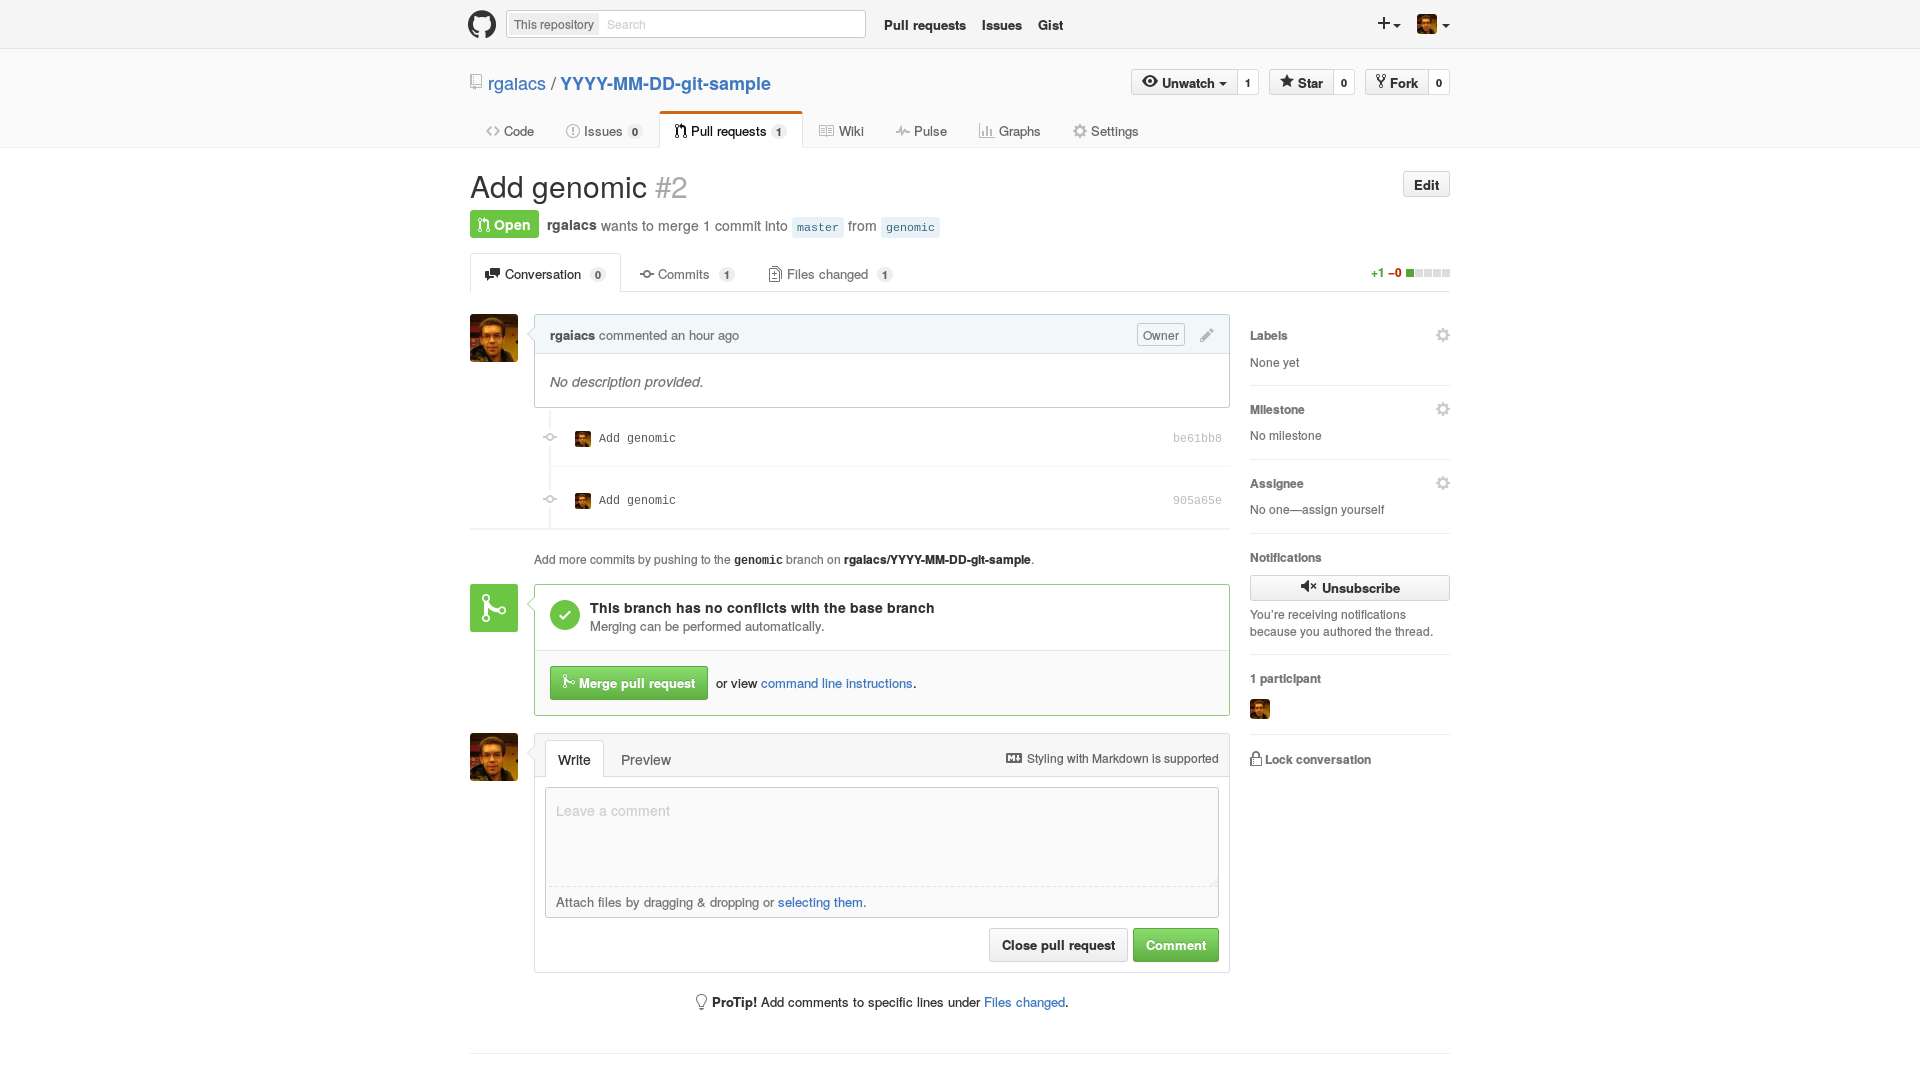 This repository Search Pull requests Issues Gist
rgaiacs / YYYY-MM-DD-git-sample Unwatch 1 Star 0 Fork 0
Code Issues 0 Pull requests 1 Wiki Pulse Graphs Settings
Add genomic #2 Edit
Open rgaiacs wants to merge 1 commit into master from genomic
Conversation 0 Commits 1 Files changed 1 +1 −0
rgaiacs commented an hour ago Owner
No description provided.
Add genomic be61bb8
Add genomic 905a65e
Add more commits by pushing to the genomic branch on rgaiacs/YYYY-MM-DD-git-sample.
This branch has no conflicts with the base branch
Merging can be performed automatically.
Merge pull request or view command line instructions.
Write Preview Styling with Markdown is supported
Leave a comment
Attach files by dragging & dropping or selecting them.
Close pull request Comment
ProTip! Add comments to specific lines under Files changed.
Labels
None yet
Milestone
No milestone
Assignee
No one—assign yourself
Notifications
Unsubscribe
You're receiving notifications
because you authored the thread.
1 participant
Lock conversation